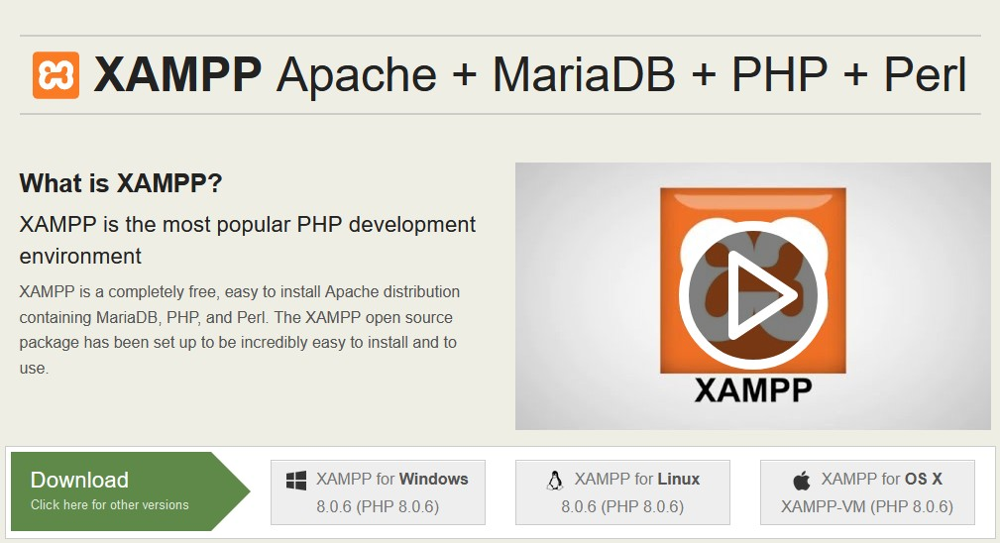 XAMPP Apache + MariaDB + PHP + Perl
What is XAMPP?
XAMPP is the most popular PHP development
environment
XAMPP is a completely free, easy to install Apache distribution
containing MariaDB, PHP, and Perl. The XAMPP open source
package has been set up to be incredibly easy to install and to
use.
XAMPP
Download
Click here for other versions
XAMPP for Windows
8.0.6 (PHP 8.0.6)
XAMPP for Linux
8.0.6 (PHP 8.0.6)
XAMPP for OS X
XAMPP-VM (PHP 8.0.6)